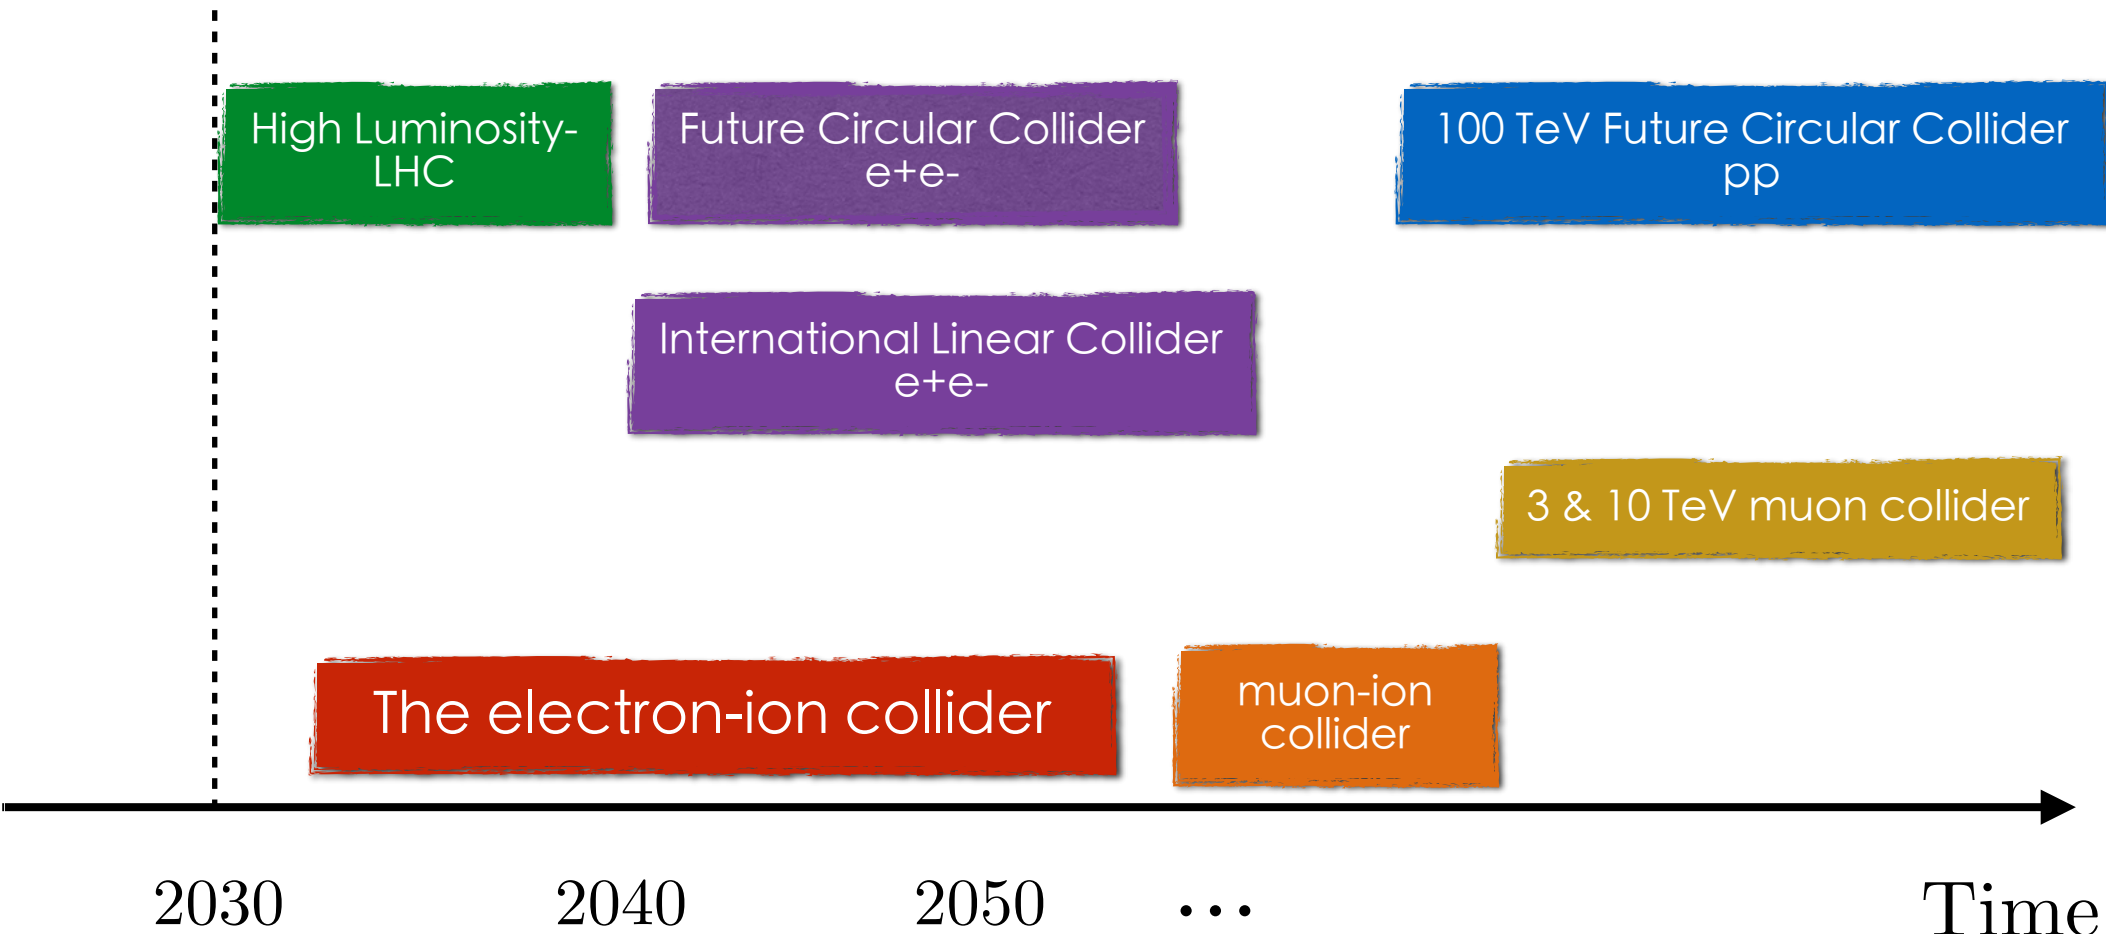 High Luminosity-
LHC
Future Circular Collider
e+e-
100 TeV Future Circular Collider
pp
International Linear Collider
e+e-
3 & 10 TeV muon collider
The electron-ion collider
muon-ion
collider
2030 2040 2050 ... Time